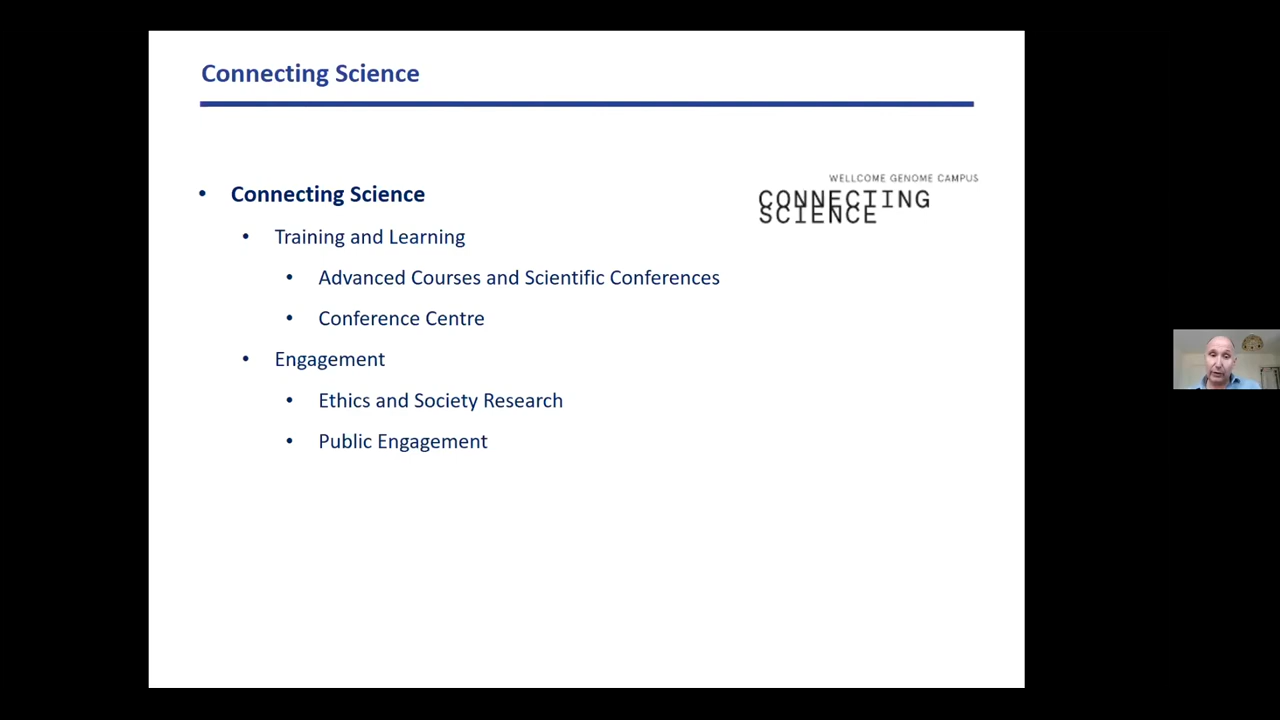 Connecting Science
• Connecting Science
• Training and Learning
• Advanced Courses and Scientific Conferences
• Conference Centre
• Engagement
• Ethics and Society Research
• Public Engagement
WELLCOME GENOME CAMPUS
CONNECTING
SCIENCE